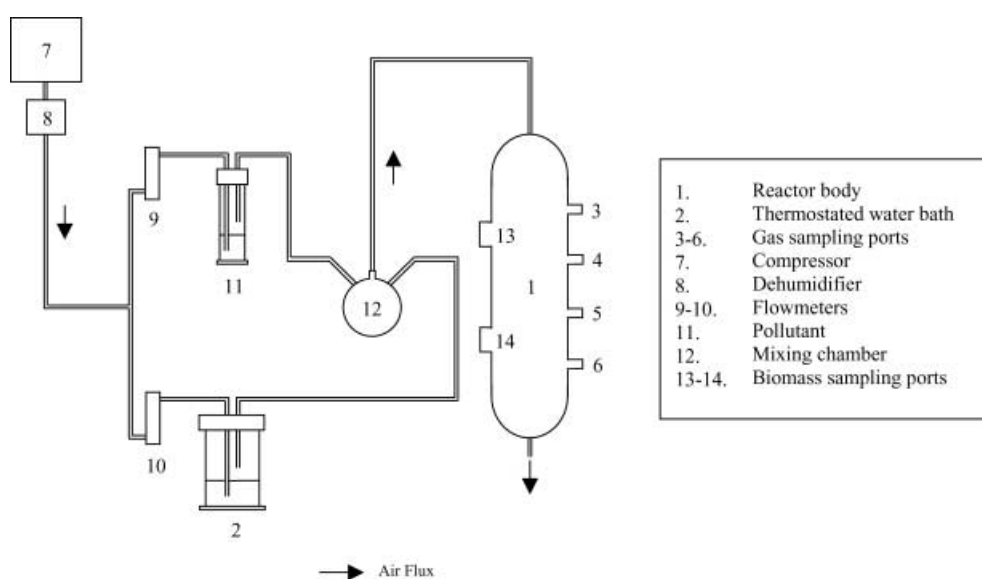 7
8
9
11
12
10
2
13
14
1
3
4
5
6
1. Reactor body
2. Thermostated water bath
3-6. Gas sampling ports
7. Compressor
8. Dehumidifier
9-10. Flowmeters
11. Pollutant
12. Mixing chamber
13-14. Biomass sampling ports
Air Flux